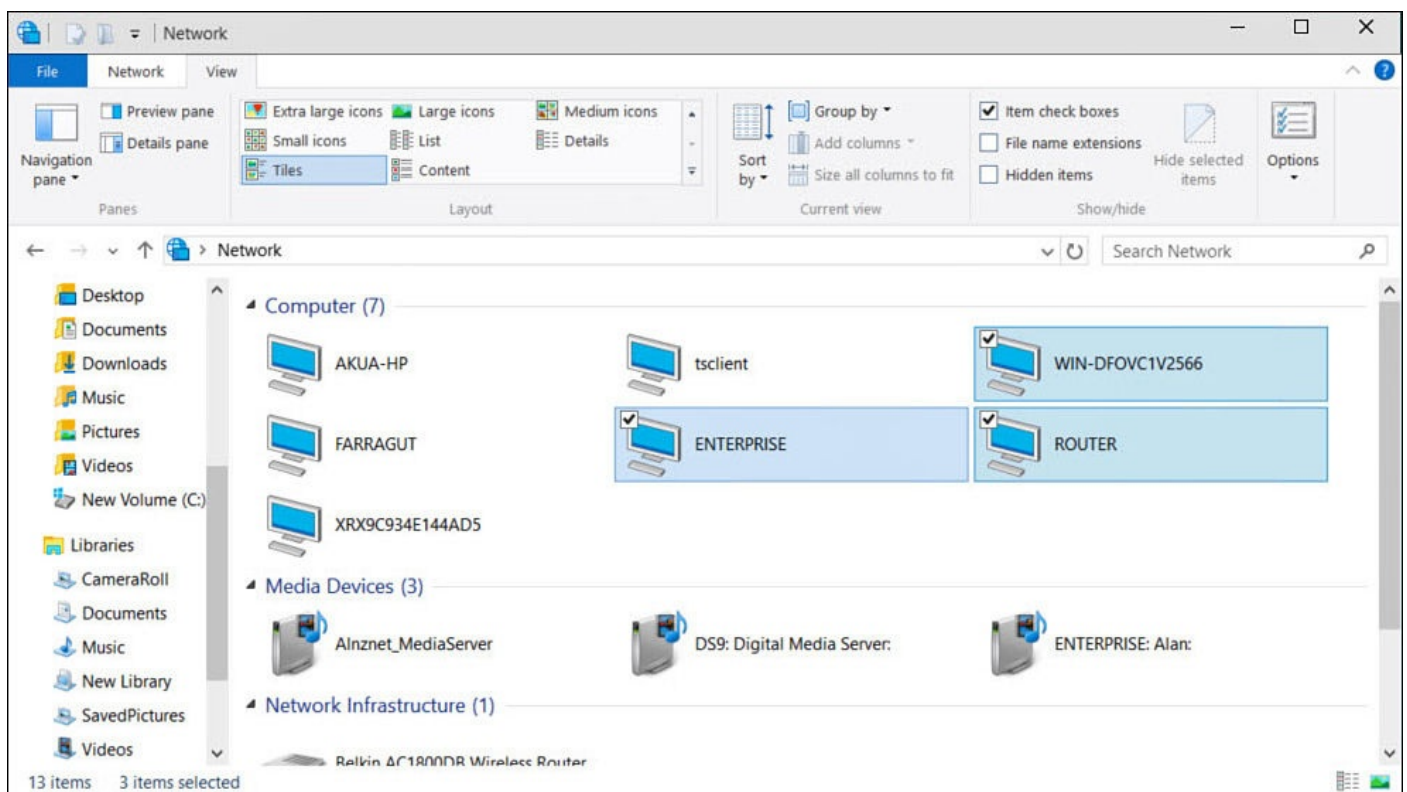 Network
File Network View
Navigation pane
Preview pane
Details pane
Panes
Extra large icons Large icons Medium icons
Small icons List Details
Tiles Content
Layout
Sort by
Group by
Add columns
Size all columns to fit
Current view
Item check boxes
File name extensions
Hidden items
Hide selected items
Show/hide
Options
Network
Search Network
Desktop
Documents
Downloads
Music
Pictures
Videos
New Volume (C:)
Libraries
CameraRoll
Documents
Music
New Library
SavedPictures
Videos
Computer (7)
AKUA-HP tsclient WIN-DFOVC1V2566
FARRAGUT ENTERPRISE ROUTER
XRX9C934E144AD5
Media Devices (3)
Alnznet_MediaServer DS9: Digital Media Server: ENTERPRISE: Alan:
Network Infrastructure (1)
Belkin AC1800DB Wireless Router
13 items 3 items selected